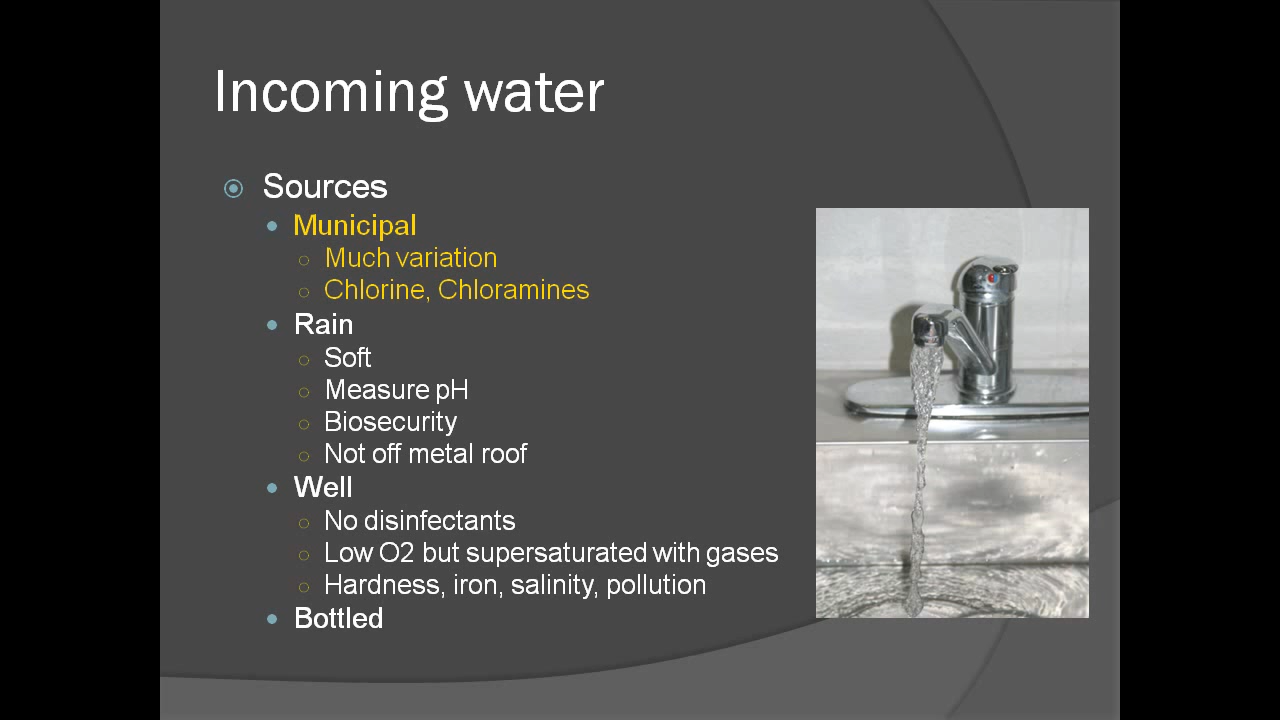 Incoming water
Sources
Municipal
Much variation
Chlorine, Chloramines
Rain
Soft
Measure pH
Biosecurity
Not off metal roof
Well
No disinfectants
Low O2 but supersaturated with gases
Hardness, iron, salinity, pollution
Bottled